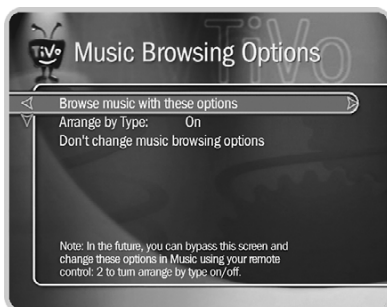 TiVo
Music Browsing Options
TiVo
Browse music with these options
Arrange by Type: On
Don't change music browsing options
Note: In the future, you can bypass this screen and
change these options in Music using your remote
control: 2 to turn arrange by type on/off.